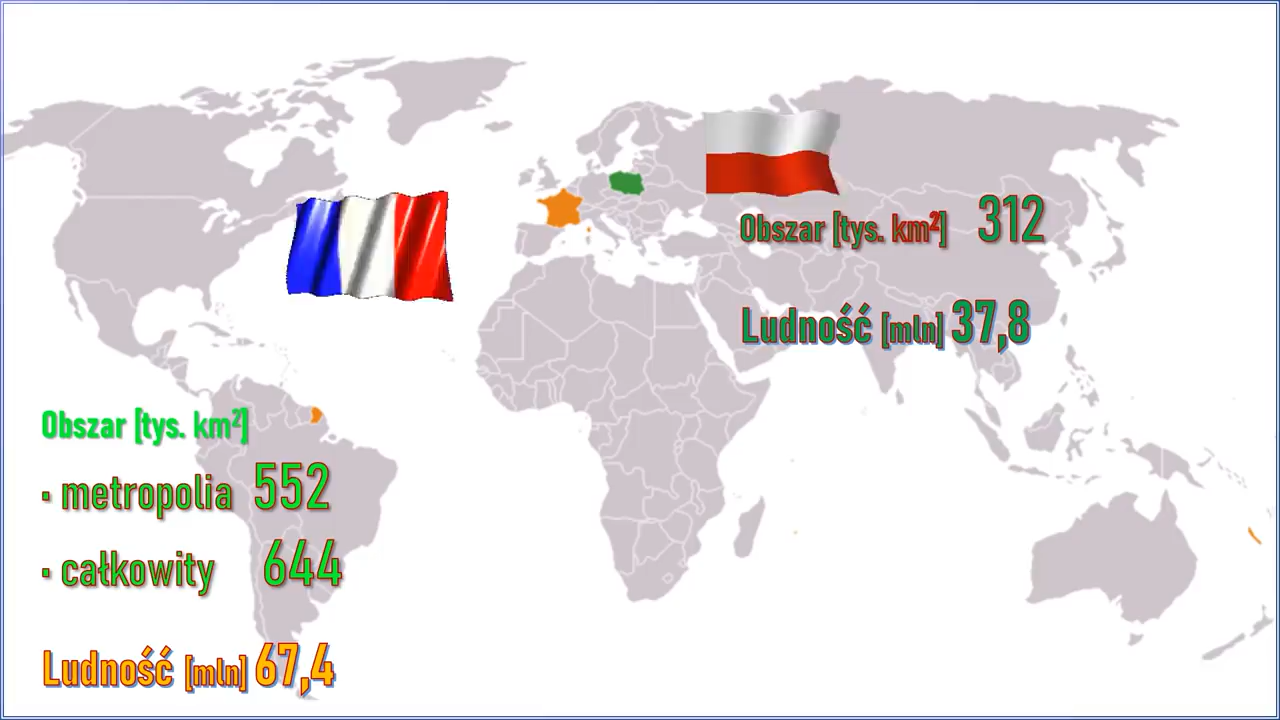 Obszar [tys. km²] 312
Ludność [mln] 37,8
Obszar [tys. km²]
▪ metropolia 552
▪ całkowity 644
Ludność [mln] 67,4